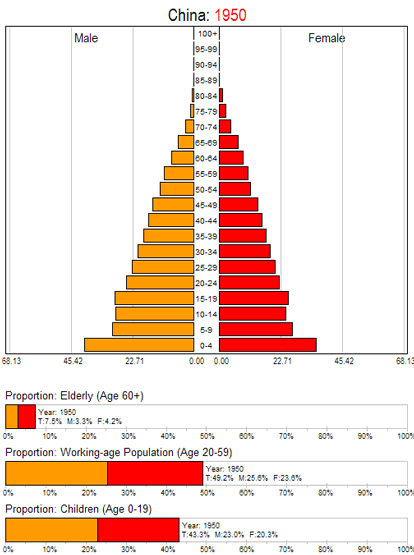 China: 1950
Male Female
100+
95-99
90-94
85-89
80-84
75-79
70-74
65-69
60-64
55-59
50-54
45-49
40-44
35-39
30-34
25-29
20-24
15-19
10-14
5-9
0-4
68.13 45.42 22.71 0.00 0.00 22.71 45.42 68.13
Proportion: Elderly (Age 60+)
Year: 1950
T:7.5% M:3.3% F:4.2%
0% 10% 20% 30% 40% 50% 60% 70% 80% 90% 100%
Proportion: Working-age Population (Age 20-59)
Year: 1950
T:49.2% M:25.6% F:23.6%
0% 10% 20% 30% 40% 50% 60% 70% 80% 90% 100%
Proportion: Children (Age 0-19)
Year: 1950
T:43.3% M:23.0% F:20.3%
0% 10% 20% 30% 40% 50% 60% 70% 80% 90% 100%